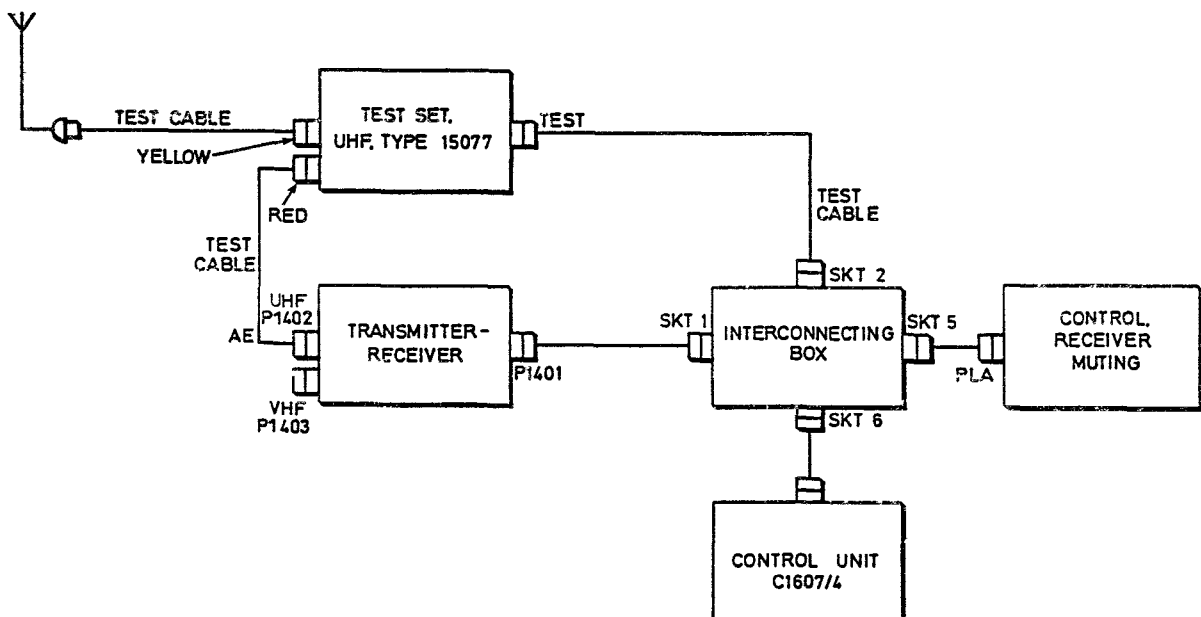 TEST CABLE
YELLOW
RED
TEST SET,
UHF, TYPE 15077
TEST
TEST
CABLE
TEST
CABLE
UHF
P1402
AE
VHF
P1403
TRANSMITTER-
RECEIVER
P1401
SKT 1
SKT 2
INTERCONNECTING
BOX
SKT 5
PLA
CONTROL,
RECEIVER
MUTING
SKT 6
CONTROL UNIT
C1607/4